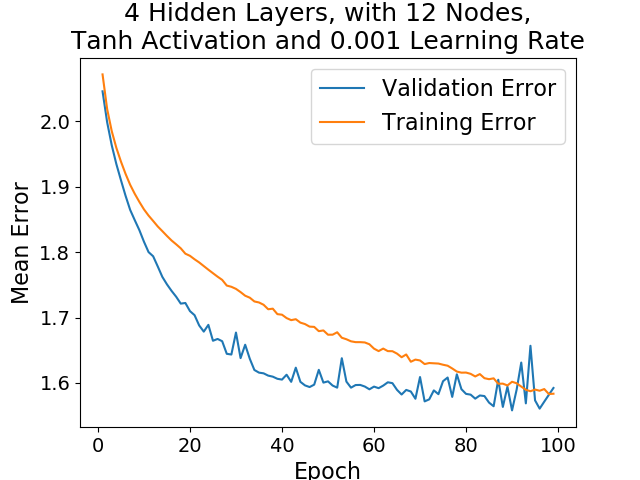 4 Hidden Layers, with 12 Nodes,
Tanh Activation and 0.001 Learning Rate
Validation Error
Training Error
Mean Error
2.0
1.9
1.8
1.7
1.6
0 20 40 60 80 100
Epoch